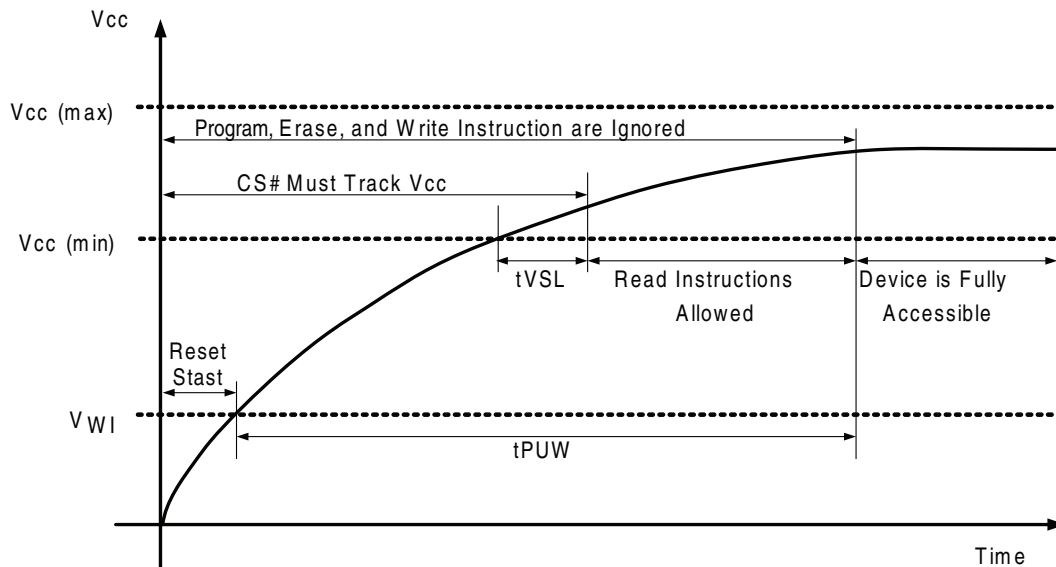 Vcc
Vcc (max)
Program, Erase, and Write Instruction are Ignored
CS# Must Track Vcc
Vcc (min)
tVSL
Read Instructions
Allowed
Device is Fully
Accessible
Reset
Stast
VWI
tPUW
Time